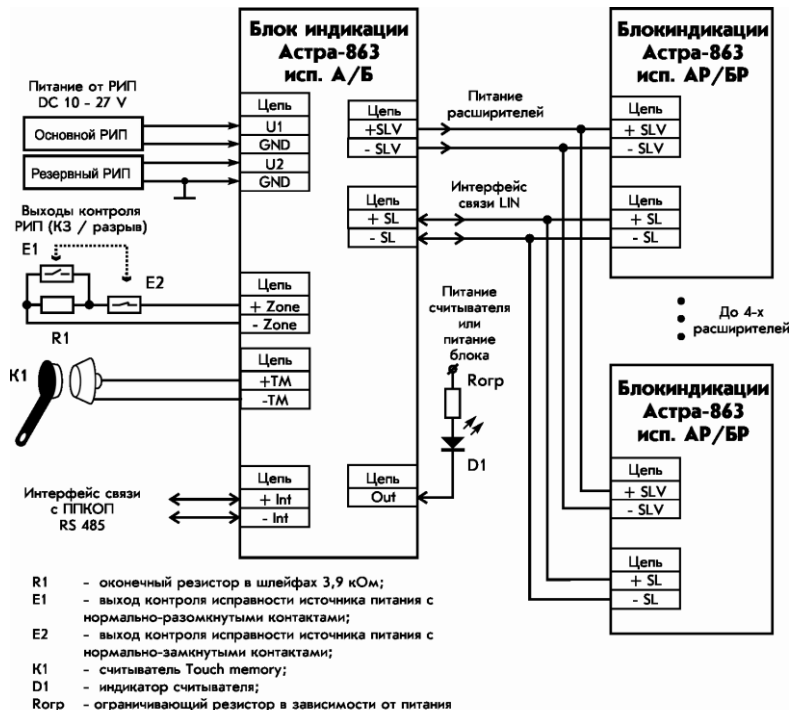 Блок индикации
Астра-863
исп. А/Б
Питание от РИП
DC 10 - 27 V
Основной РИП
Резервный РИП
Цепь
U1
GND
U2
GND
Цепь
+SLV
- SLV
Питание
расширителей
Цепь
+ SL
- SL
Интерфейс
связи LIN
Выходы контроля
РИП (КЗ / разрыв)
E1
E2
R1
Цепь
+ Zone
- Zone
K1
Цепь
+TM
-TM
Питание
считывателя
или
питание
блока
Rогр
D1
Цепь
Out
Интерфейс связи
с ППКОП
RS 485
Цепь
+ Int
- Int
Блокиндикации
Астра-863
исп. АР/БР
Цепь
+ SLV
- SLV
Цепь
+ SL
- SL
До 4-х
расширителей
Блокиндикации
Астра-863
исп. АР/БР
Цепь
+ SLV
- SLV
Цепь
+ SL
- SL
R1 - оконечный резистор в шлейфах 3,9 кОм;
E1 - выход контроля исправности источника питания с
нормально-разомкнутыми контактами;
E2 - выход контроля исправности источника питания с
нормально-замкнутыми контактами;
K1 - считыватель Touch memory;
D1 - индикатор считывателя;
Rогр - ограничивающий резистор в зависимости от питания